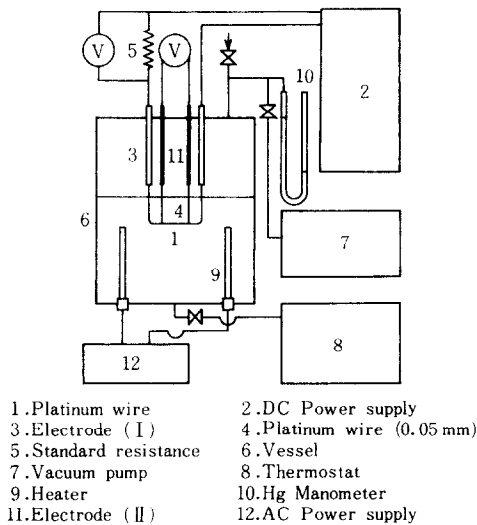 V
5
V
10
2
3
11
4
6
1
7
9
8
12
1.Platinum wire
2.DC Power supply
3.Electrode (I)
4.Platinum wire (0.05mm)
5.Standard resistance
6.Vessel
7.Vacuum pump
8.Thermostat
9.Heater
10.Hg Manometer
11.Electrode (II)
12.AC Power supply